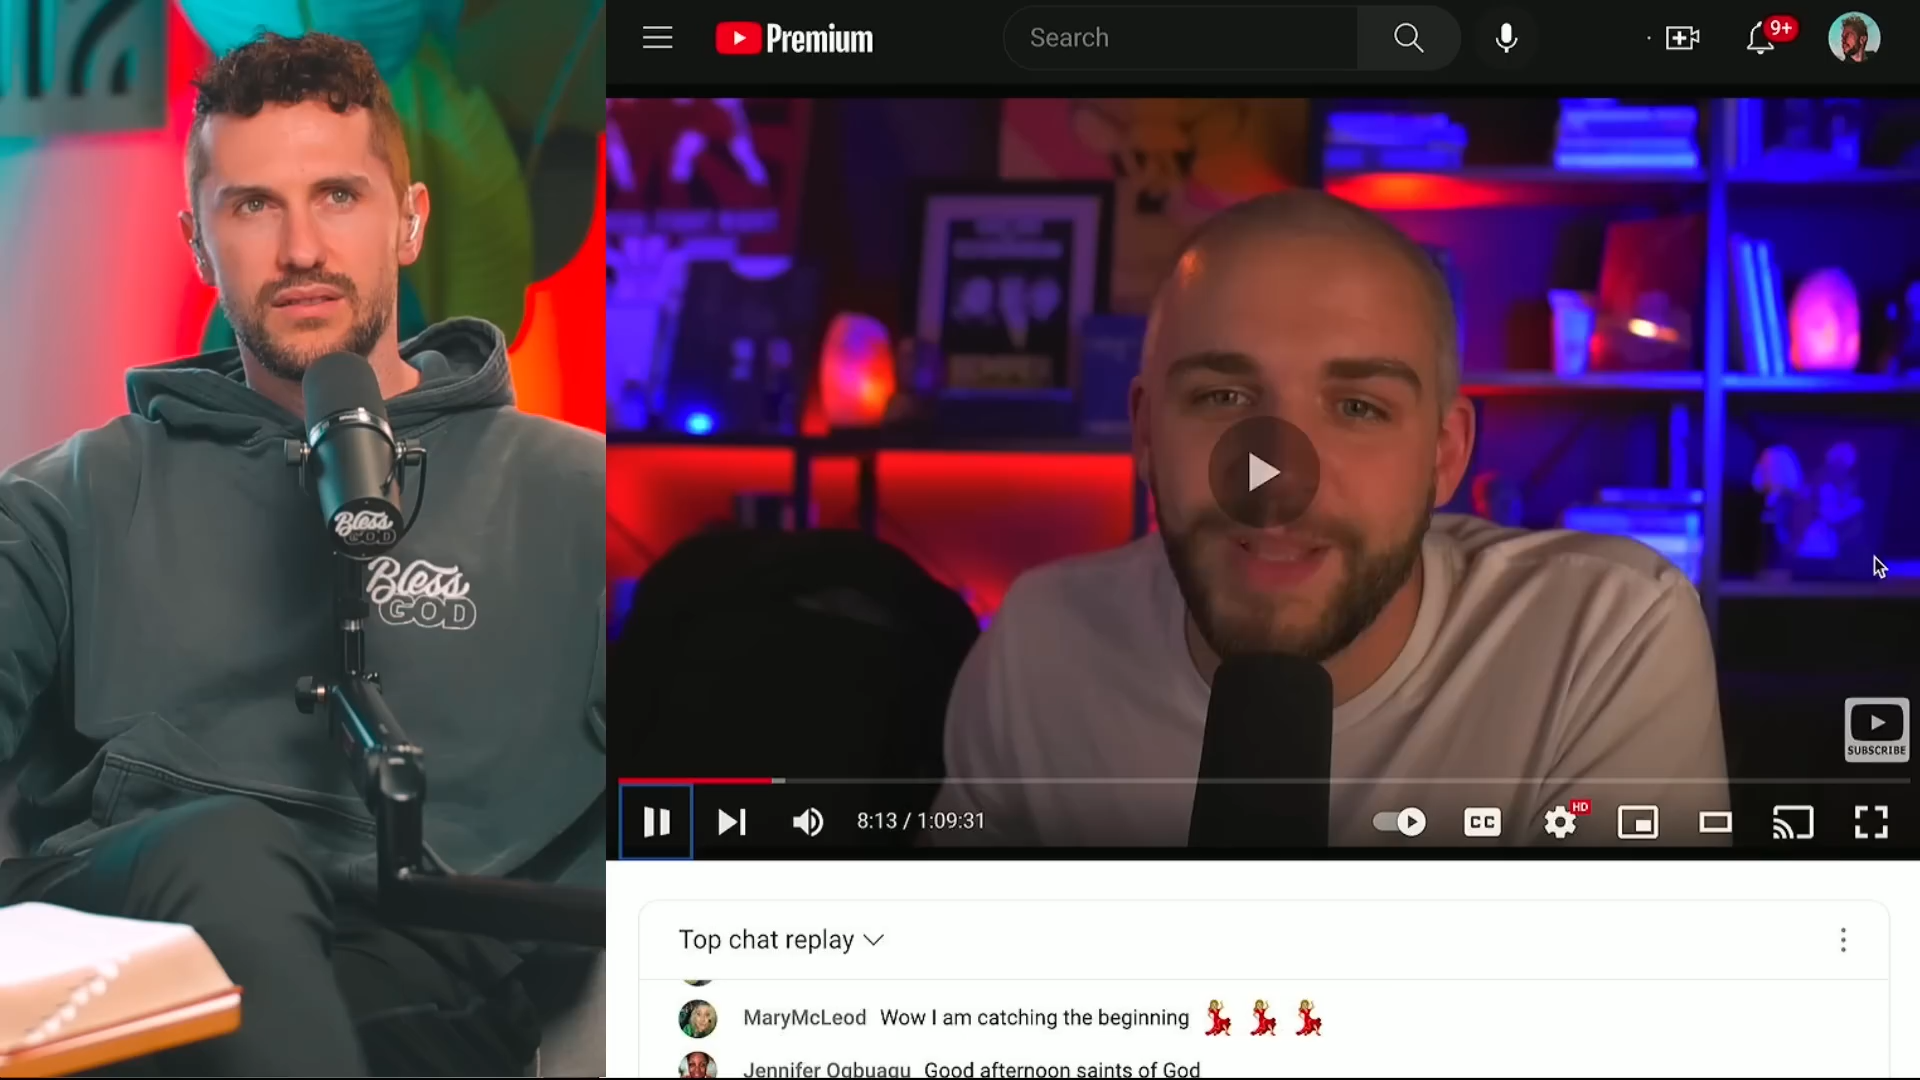 Premium
Search
9+
Bless
GOD
Bless
GOD
SUBSCRIBE
8:13 / 1:09:31
CC
HD
Top chat replay
MaryMcLeod Wow I am catching the beginning
Jennifer Ogbuagu Good afternoon saints of God